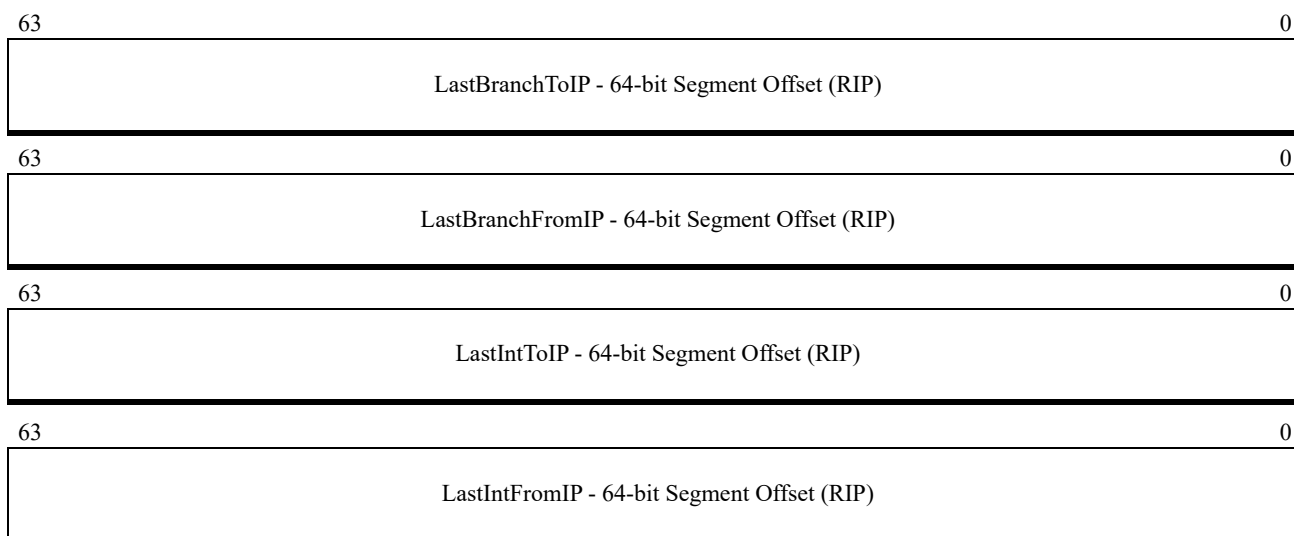 63 0
LastBranchToIP - 64-bit Segment Offset (RIP)
63 0
LastBranchFromIP - 64-bit Segment Offset (RIP)
63 0
LastIntToIP - 64-bit Segment Offset (RIP)
63 0
LastIntFromIP - 64-bit Segment Offset (RIP)